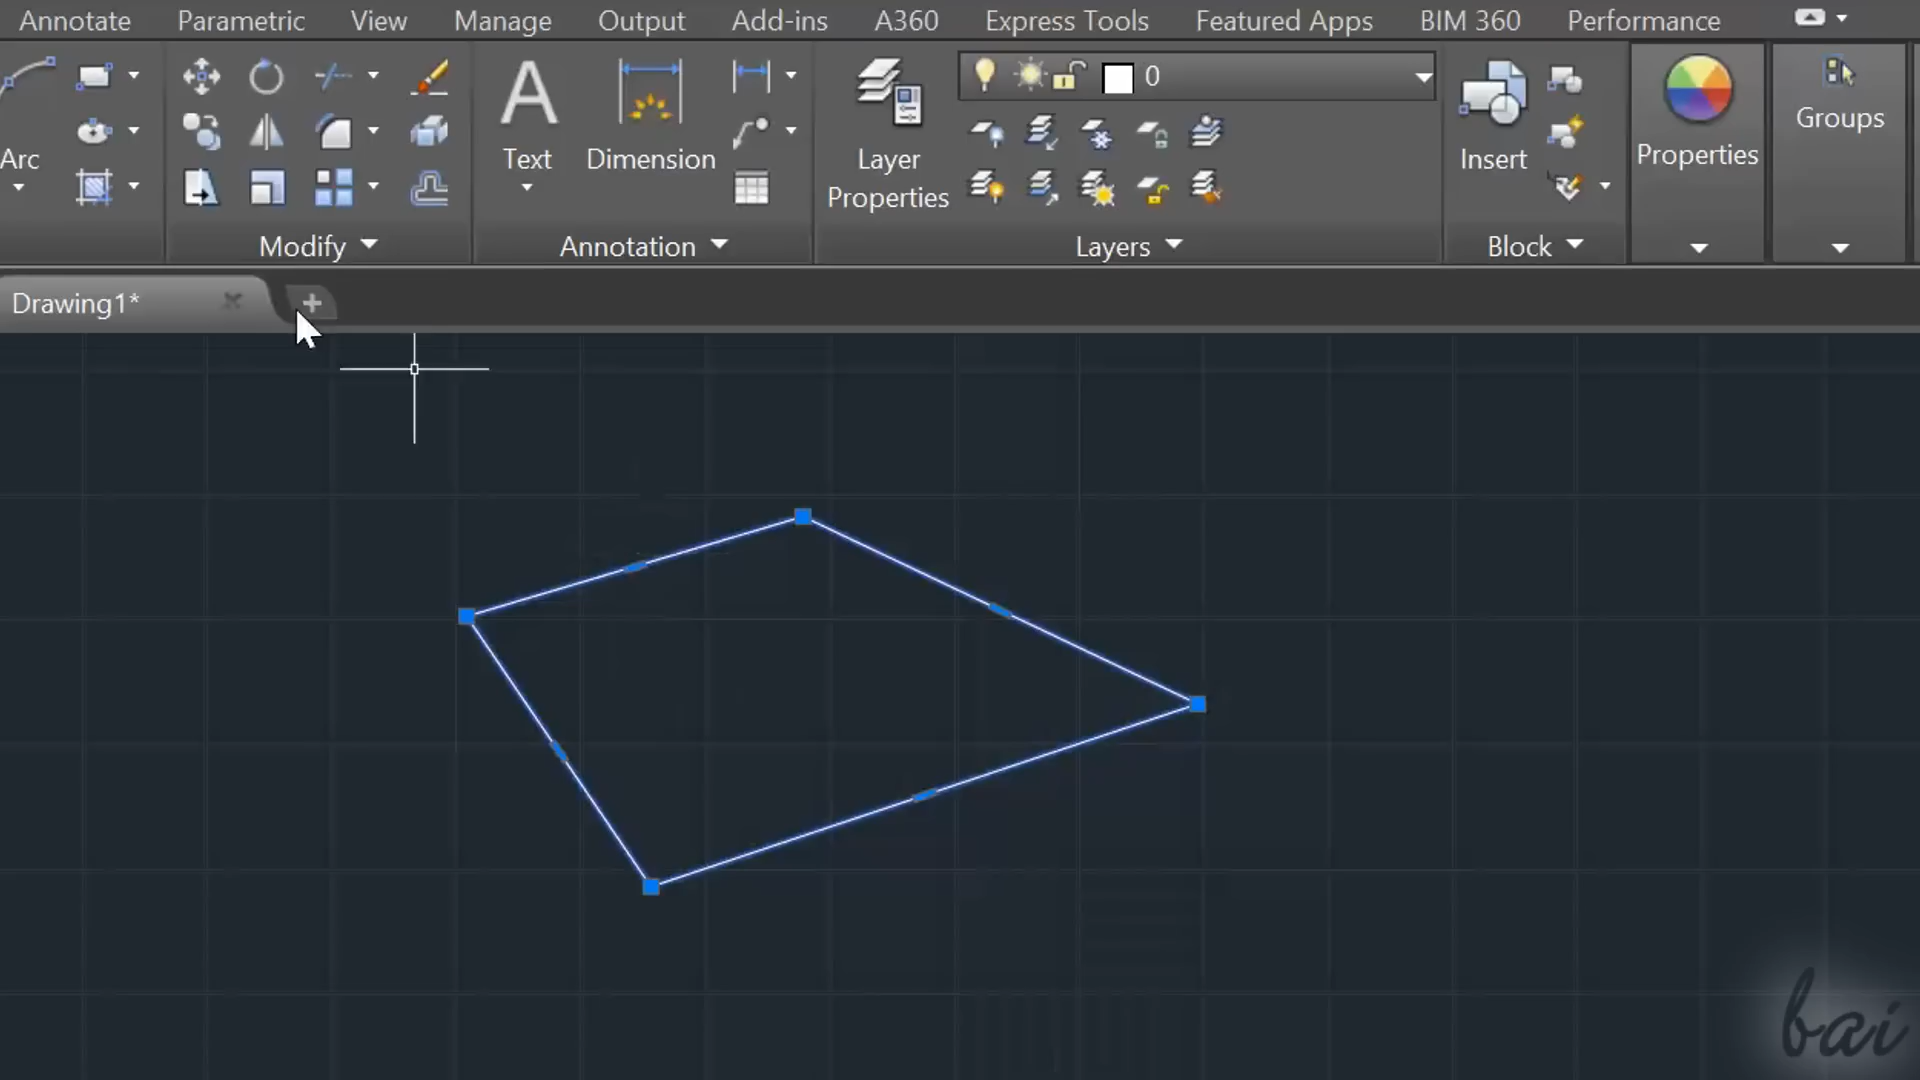 Annotate Parametric View Manage Output Add-ins A360 Express Tools Featured Apps BIM 360 Performance
0
Groups
Arc Text Dimension Layer Properties Insert Properties
Modify Annotation Layers Block
Drawing1*
bai